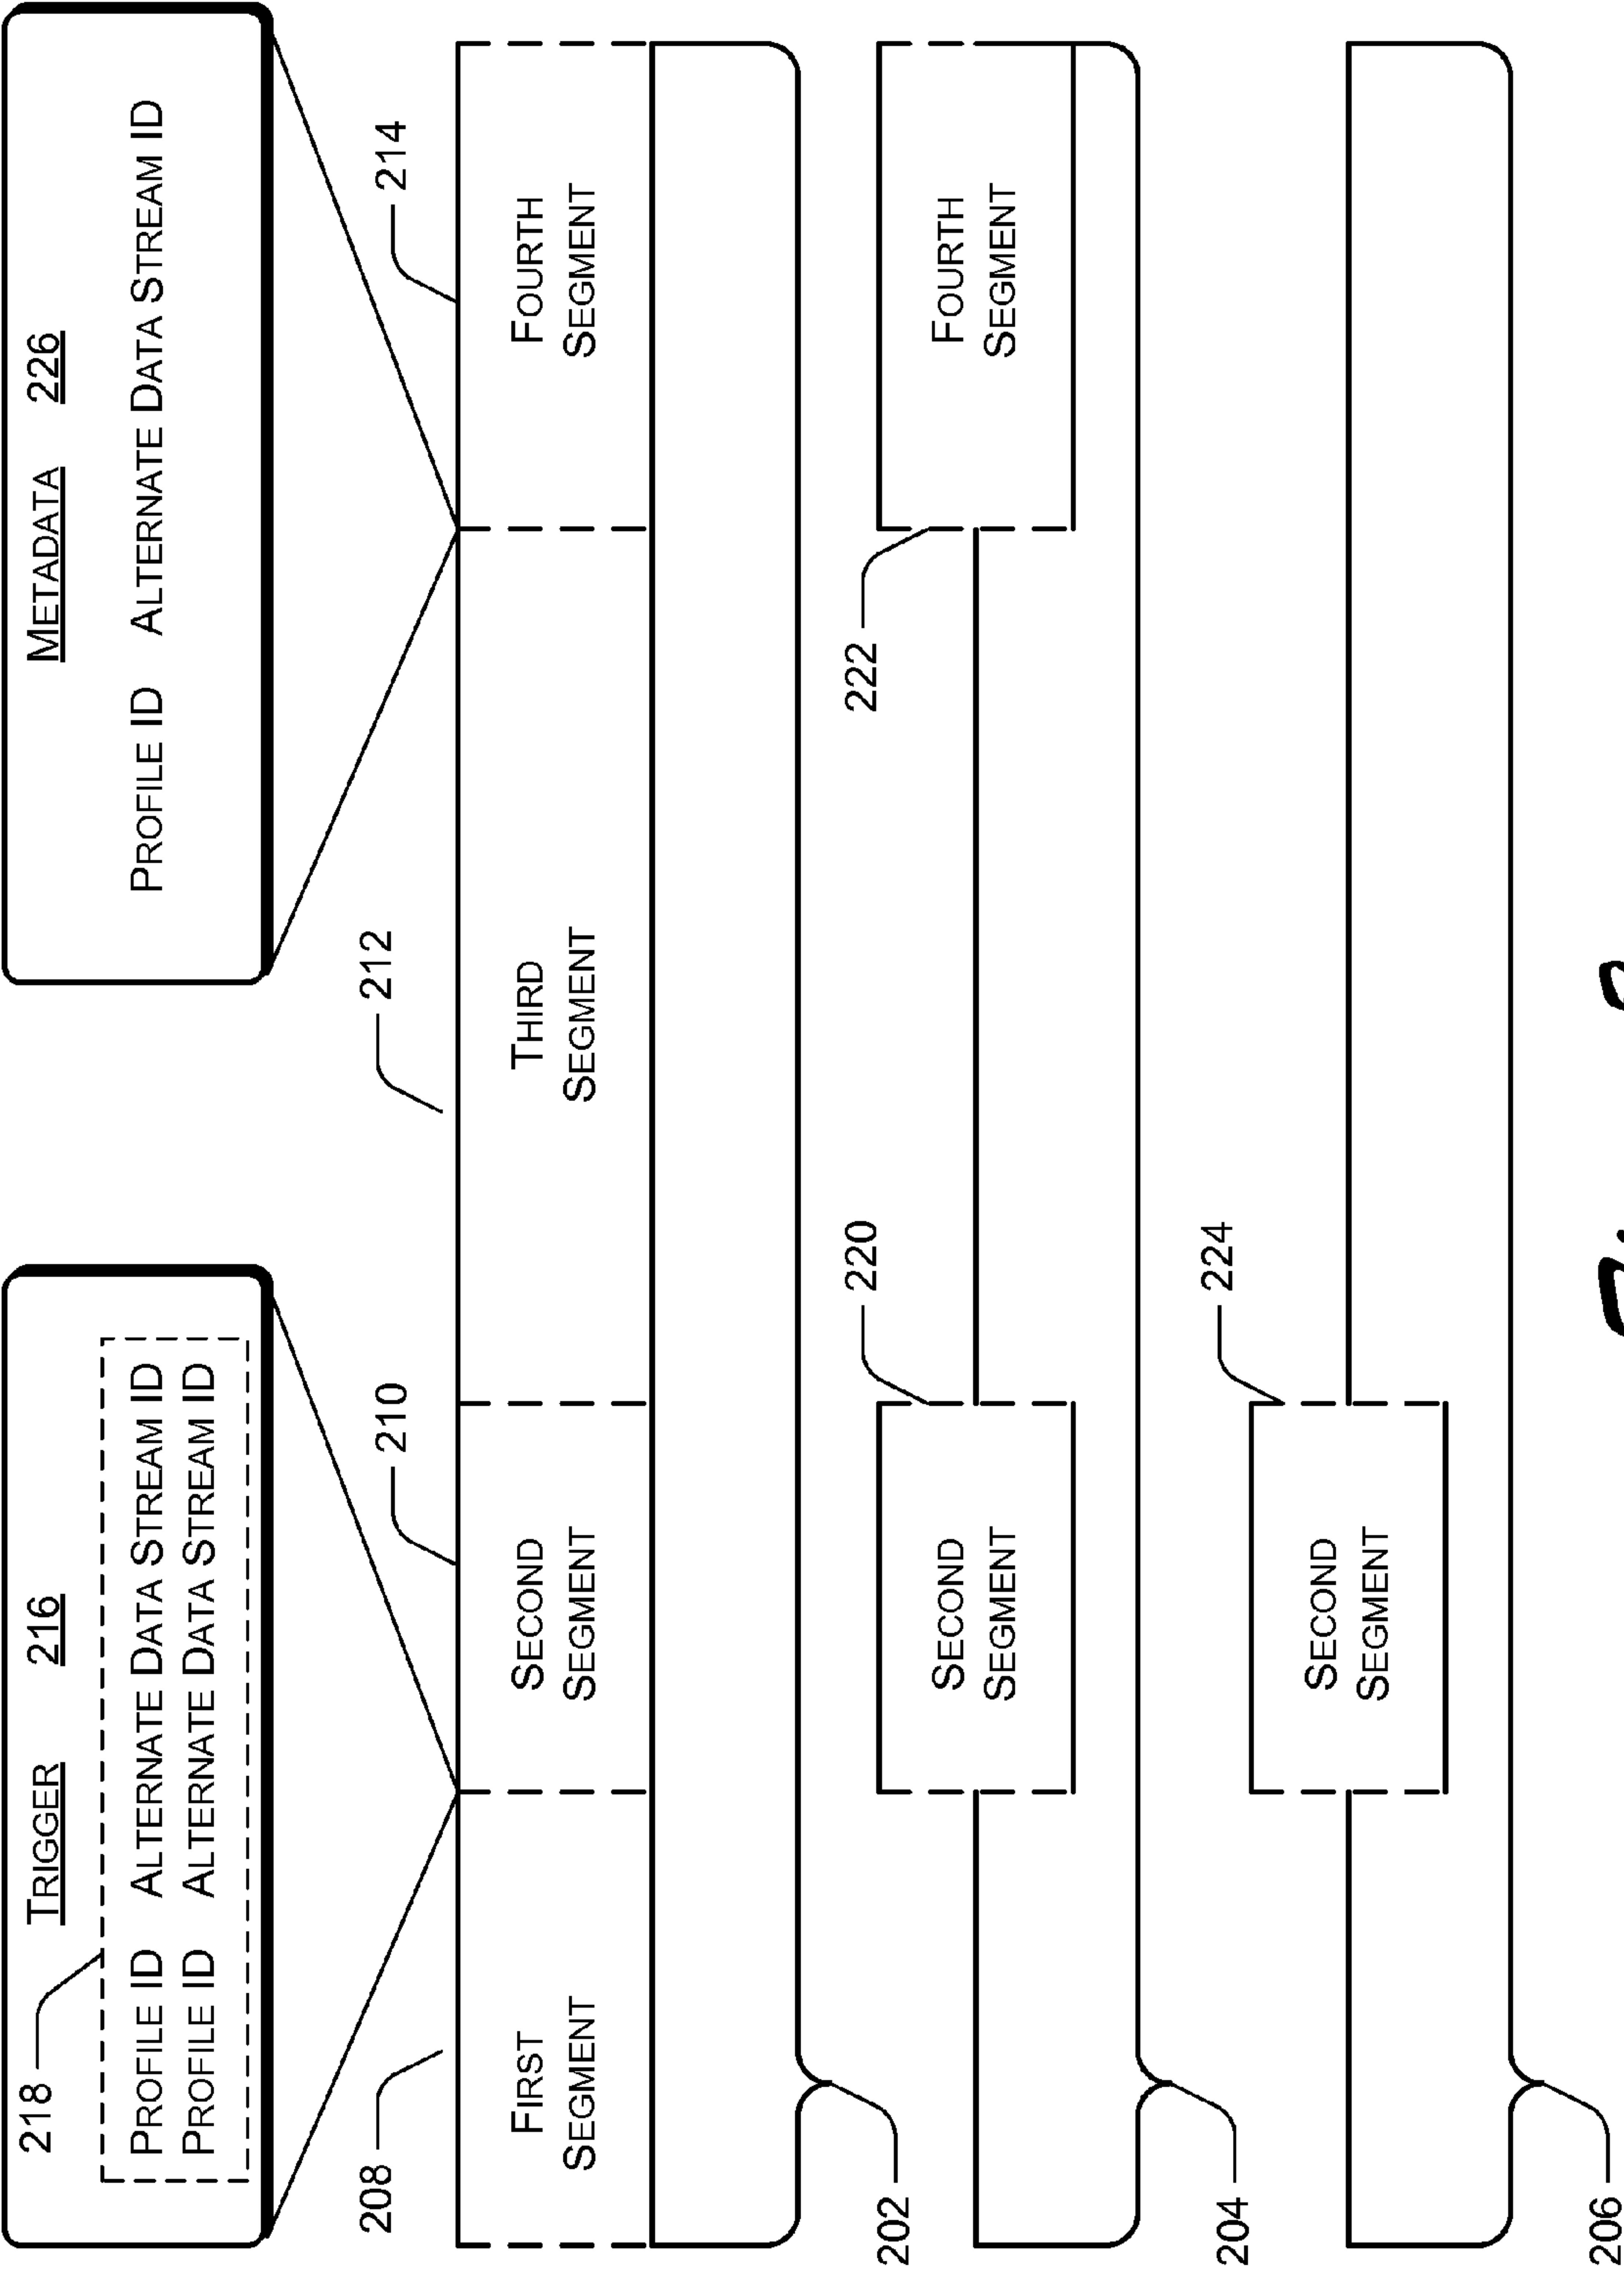 218
TRIGGER 216
PROFILE ID ALTERNATE DATA STREAM ID
PROFILE ID ALTERNATE DATA STREAM ID
METADATA 226
PROFILE ID ALTERNATE DATA STREAM ID
208
210
212
214
FIRST
SEGMENT
SECOND
SEGMENT
THIRD
SEGMENT
FOURTH
SEGMENT
202
220
222
SECOND
SEGMENT
FOURTH
SEGMENT
204
224
SECOND
SEGMENT
206